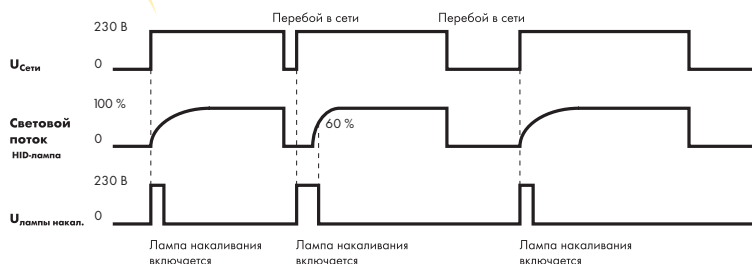 Перебой в сети
Перебой в сети
230 В
Uсети
0
100 %
Световой
поток
HID-лампа
60 %
0
230 В
Uлампы накал.
0
Лампа накаливания
включается
Лампа накаливания
включается
Лампа накаливания
включается